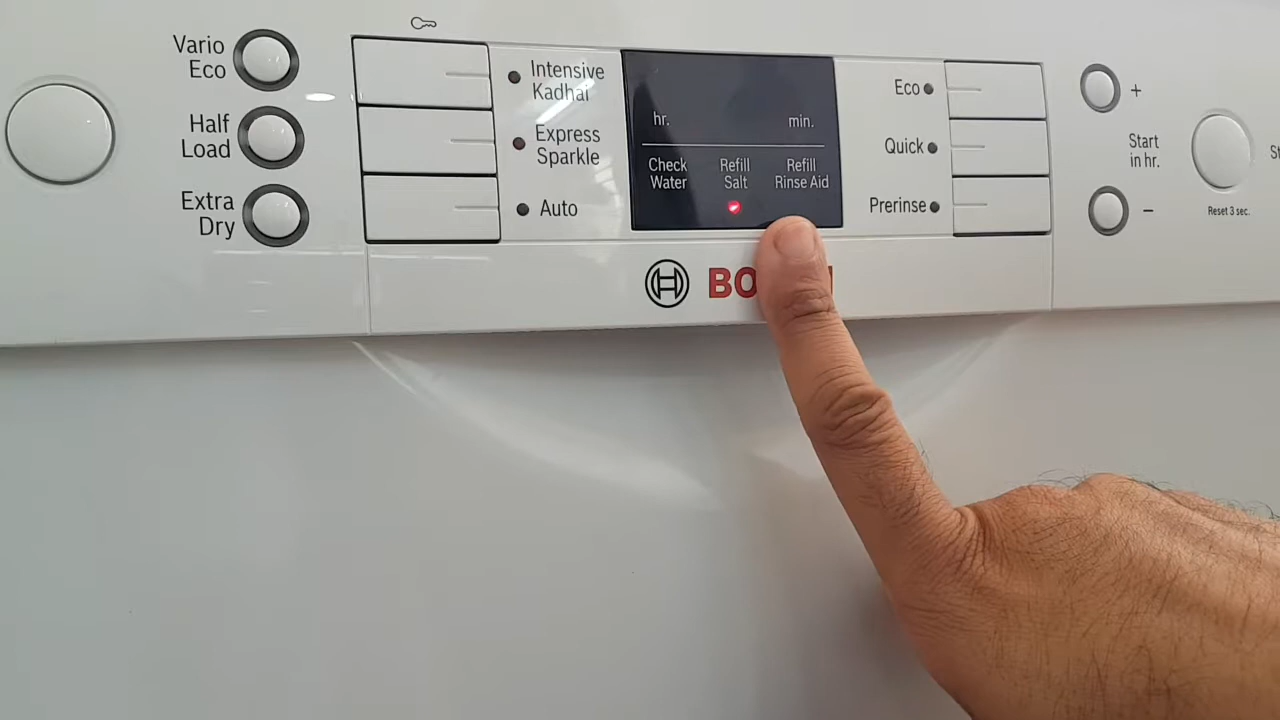 Vario
Eco
Half
Load
Extra
Dry
Intensive
Kadhai
Express
Sparkle
Auto
hr.
min.
Check
Water
Refill
Salt
Refill
Rinse Aid
Eco
Quick
Prerinse
+
Start
in hr.
-
Reset 3 sec.
BO